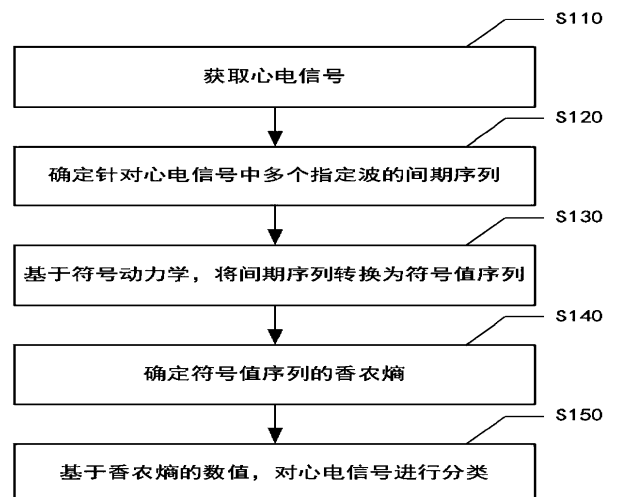 S110
获取心电信号
S120
确定针对心电信号中多个指定波的间期序列
S130
基于符号动力学，将间期序列转换为符号值序列
S140
确定符号值序列的香农熵
S150
基于香农熵的数值，对心电信号进行分类